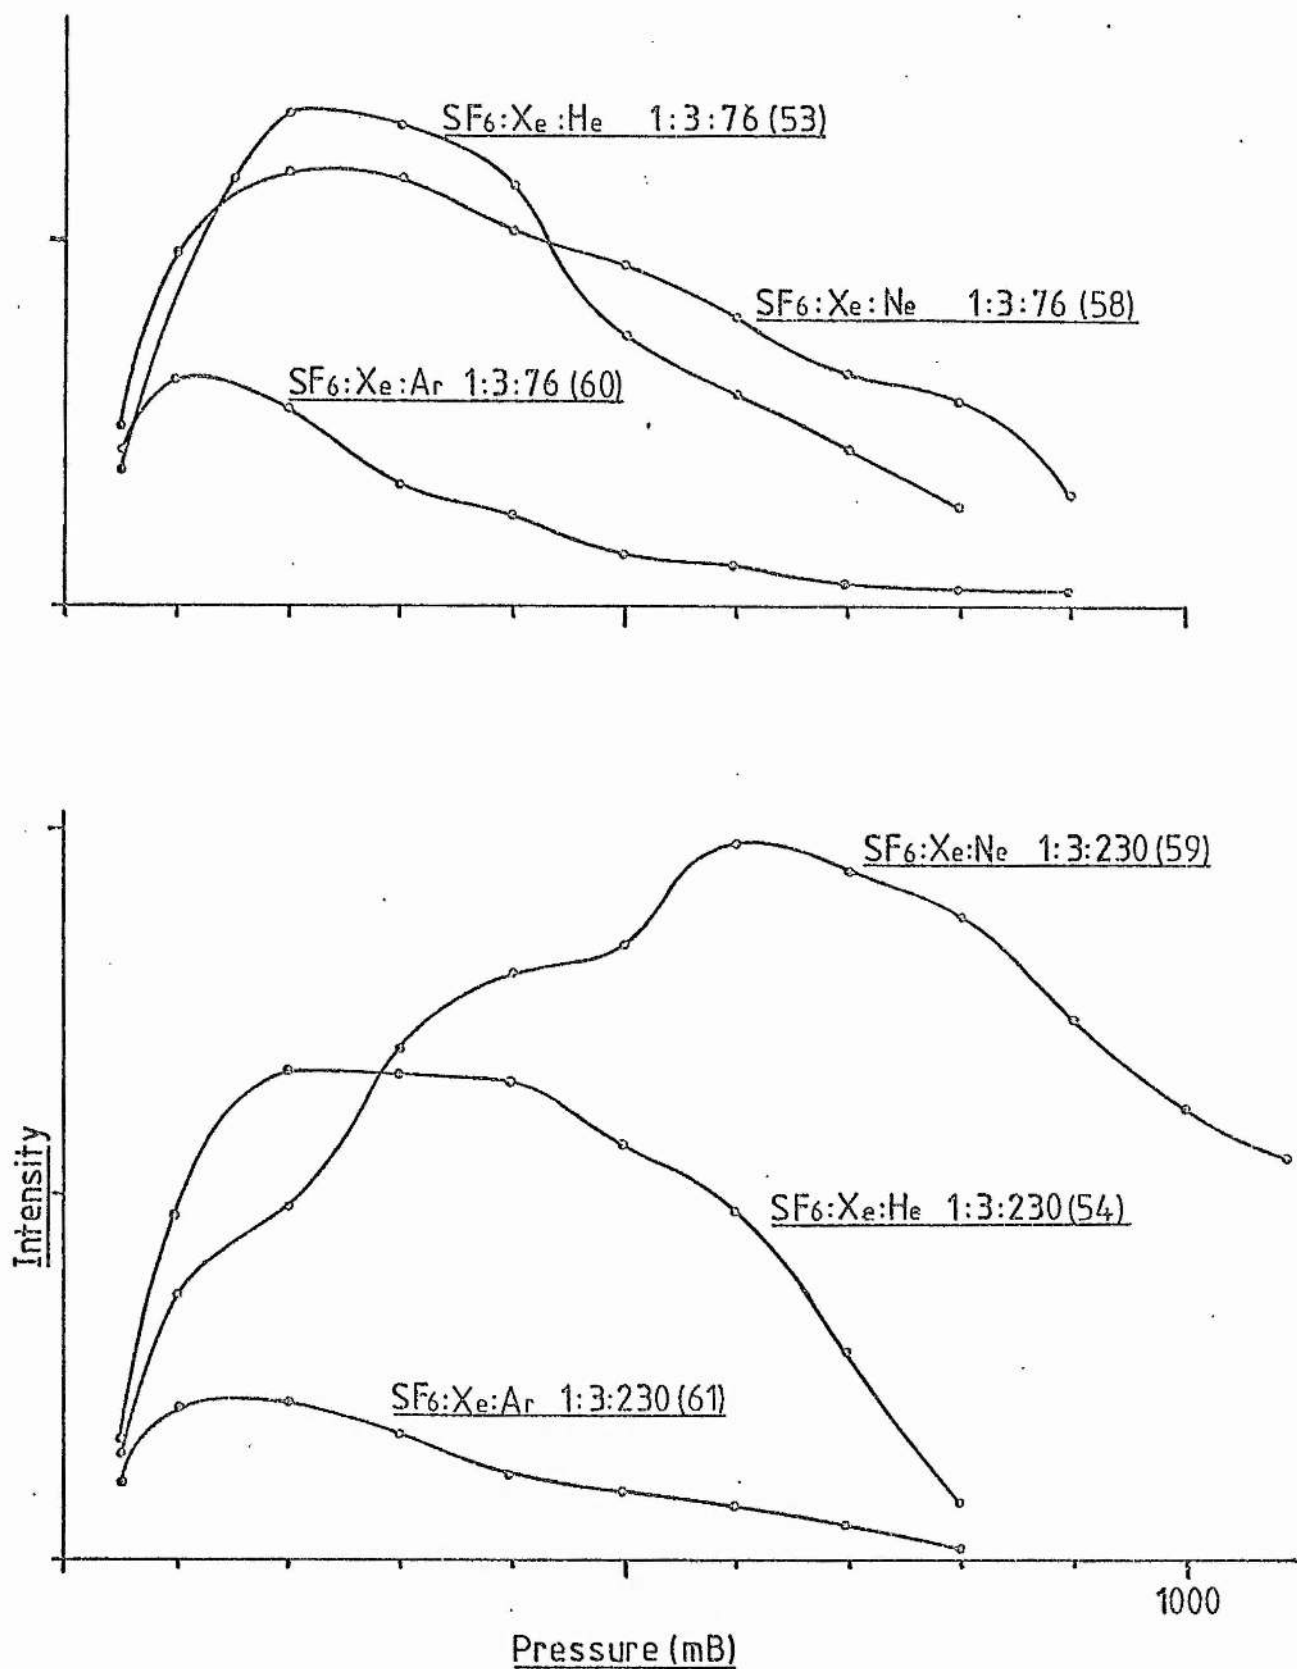 SF6:Xe:He 1:3:76 (53)
SF6:Xe:Ne 1:3:76 (58)
SF6:Xe:Ar 1:3:76 (60)
SF6:Xe:Ne 1:3:230 (59)
Intensity
SF6:Xe:He 1:3:230 (54)
SF6:Xe:Ar 1:3:230 (61)
1000
Pressure (mB)